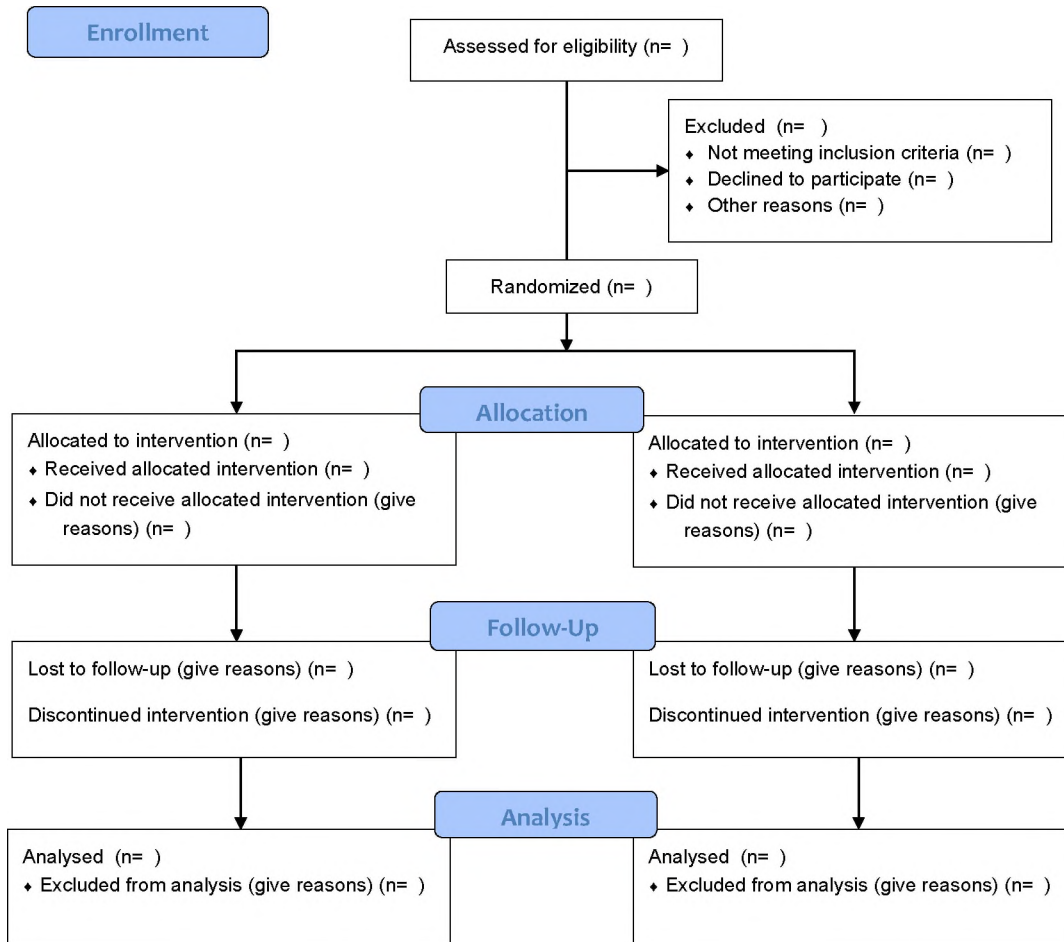 Enrollment
Assessed for eligibility (n=  )
Excluded  (n=  )
♦ Not meeting inclusion criteria (n=  )
♦ Declined to participate (n=  )
♦ Other reasons (n=  )
Randomized (n=  )
Allocation
Allocated to intervention (n=  )
♦ Received allocated intervention (n=  )
♦ Did not receive allocated intervention (give
reasons) (n=  )
Allocated to intervention (n=  )
♦ Received allocated intervention (n=  )
♦ Did not receive allocated intervention (give
reasons) (n=  )
Follow-Up
Lost to follow-up (give reasons) (n=  )
Discontinued intervention (give reasons) (n=  )
Lost to follow-up (give reasons) (n=  )
Discontinued intervention (give reasons) (n=  )
Analysis
Analysed  (n=  )
♦ Excluded from analysis (give reasons) (n=  )
Analysed  (n=  )
♦ Excluded from analysis (give reasons) (n=  )